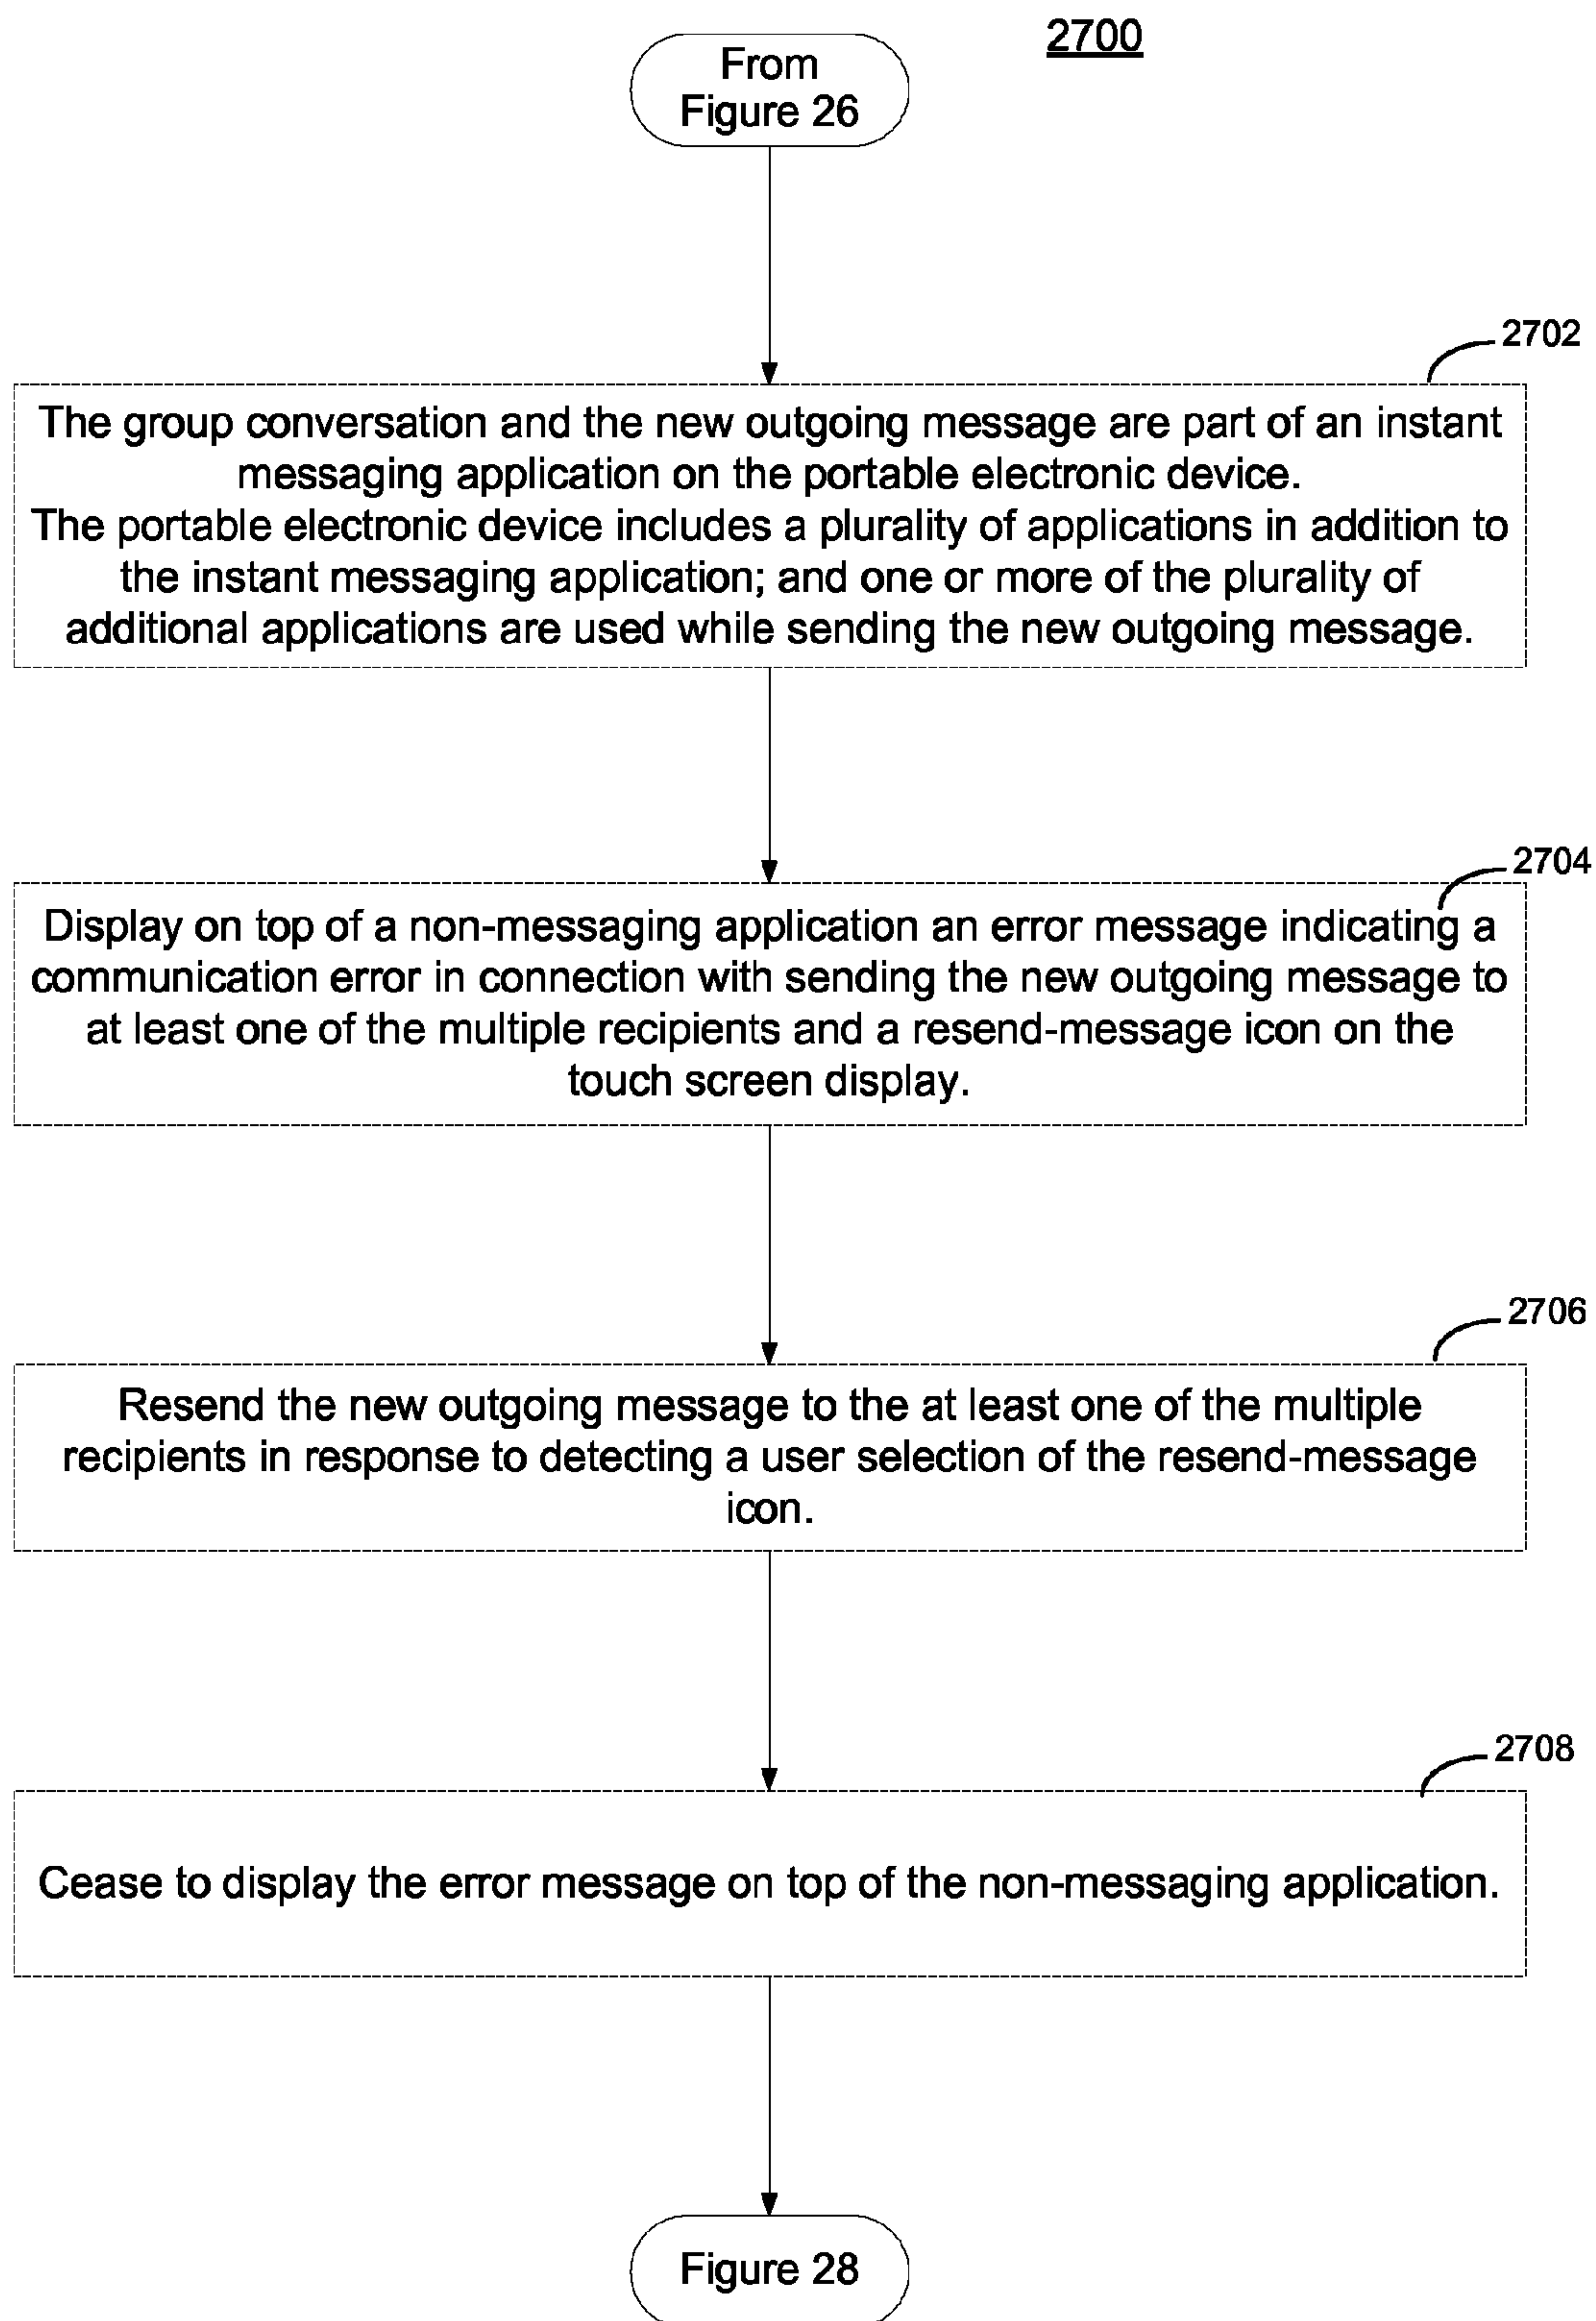 2700
From
Figure 26
2702
The group conversation and the new outgoing message are part of an instant
messaging application on the portable electronic device.
The portable electronic device includes a plurality of applications in addition to
the instant messaging application; and one or more of the plurality of
additional applications are used while sending the new outgoing message.
2704
Display on top of a non-messaging application an error message indicating a
communication error in connection with sending the new outgoing message to
at least one of the multiple recipients and a resend-message icon on the
touch screen display.
2706
Resend the new outgoing message to the at least one of the multiple
recipients in response to detecting a user selection of the resend-message
icon.
2708
Cease to display the error message on top of the non-messaging application.
Figure 28